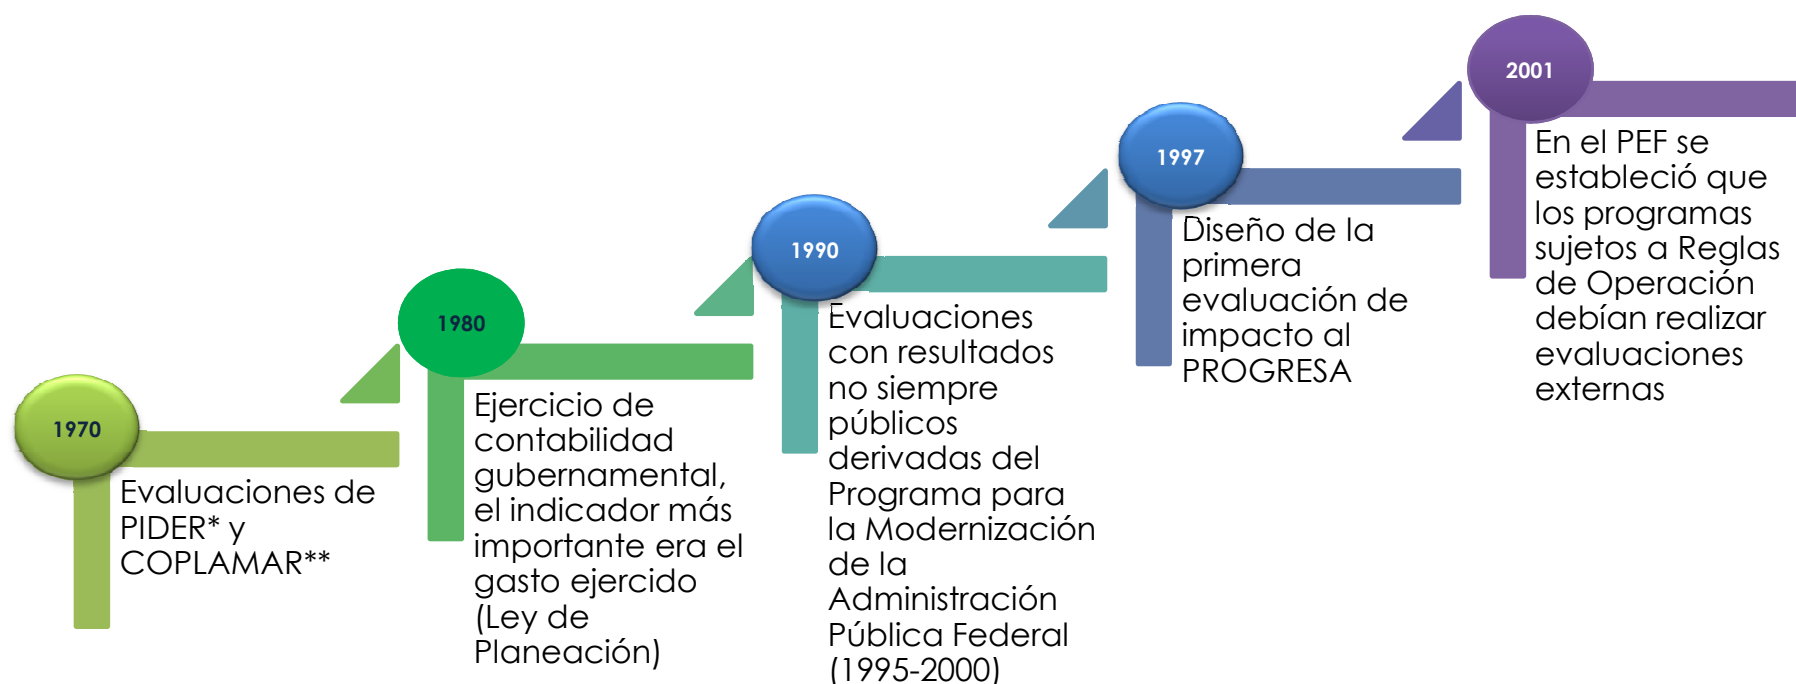 1970
Evaluaciones de
PIDER* y
COPLAMAR**
1980
Ejercicio de
contabilidad
gubernamental,
el indicador más
importante era el
gasto ejercido
(Ley de
Planeación)
1990
Evaluaciones
con resultados
no siempre
públicos
derivadas del
Programa para
la Modernización
de la
Administración
Pública Federal
(1995-2000)
1997
Diseño de la
primera
evaluación de
impacto al
PROGRESA
2001
En el PEF se
estableció que
los programas
sujetos a Reglas
de Operación
debían realizar
evaluaciones
externas